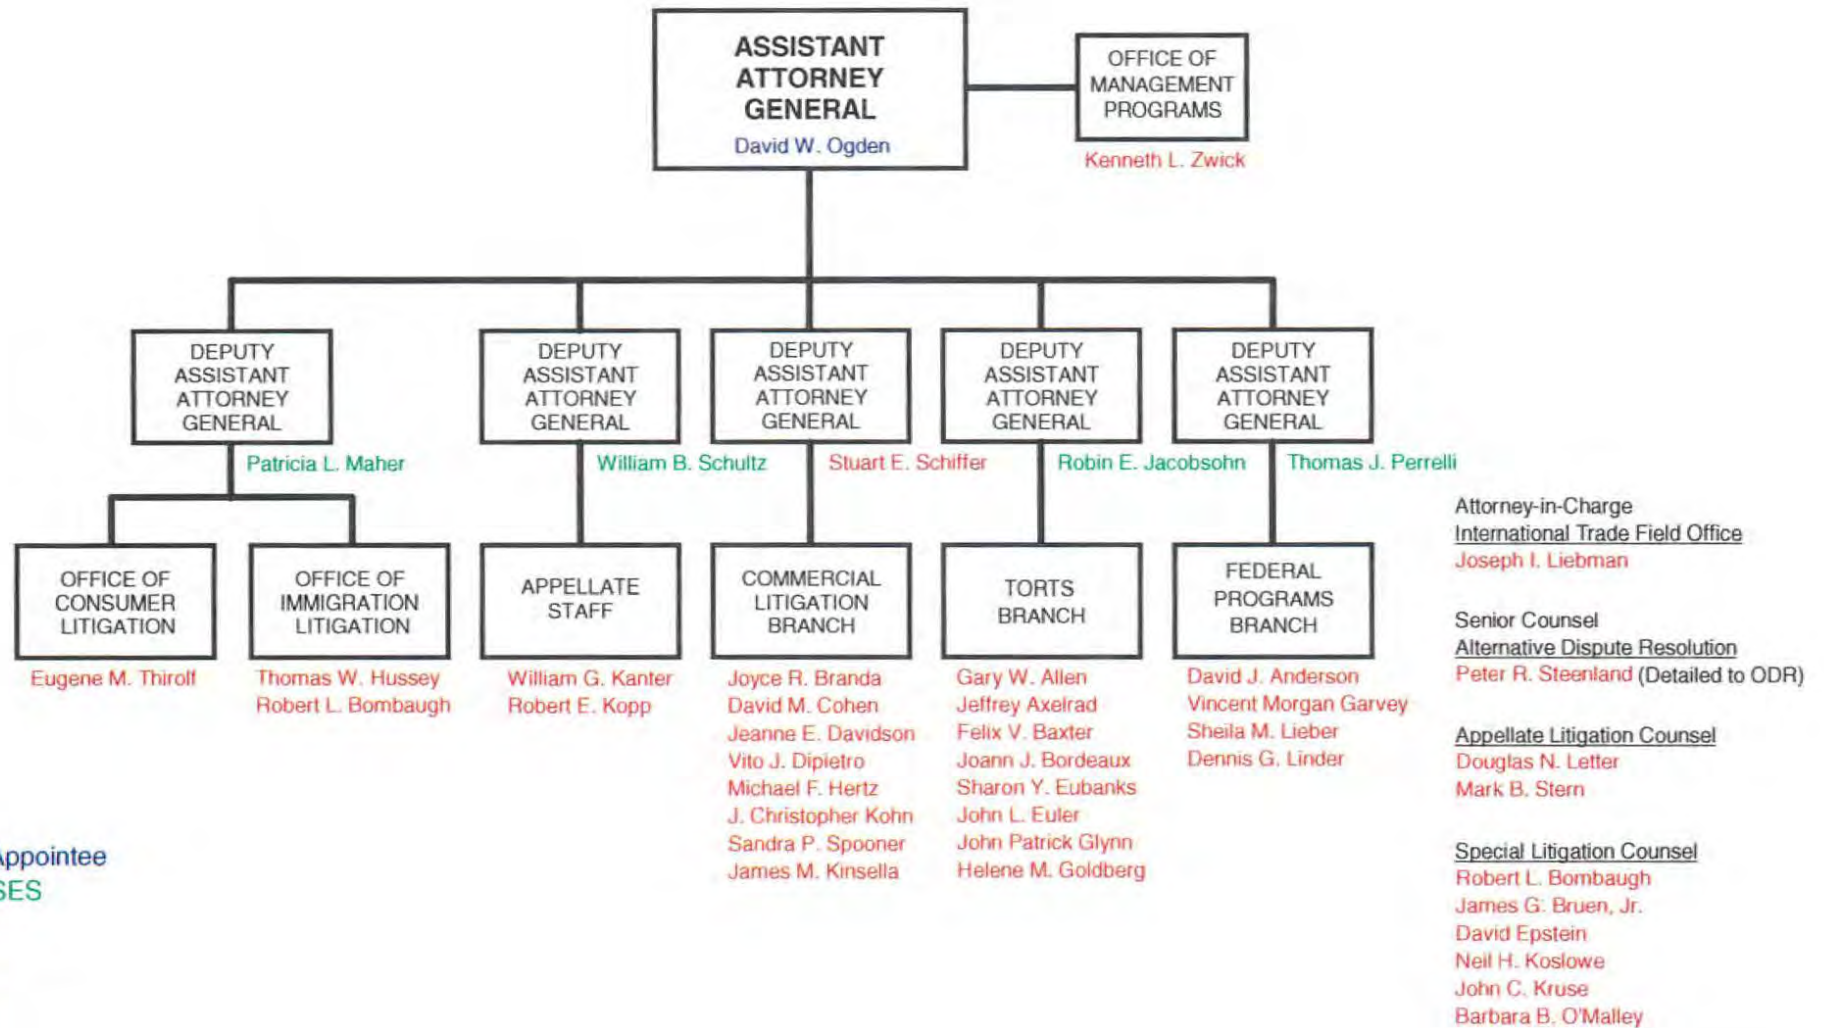 ASSISTANT
ATTORNEY
GENERAL
David W. Ogden
OFFICE OF
MANAGEMENT
PROGRAMS
Kenneth L. Zwick
DEPUTY
ASSISTANT
ATTORNEY
GENERAL
Patricia L. Maher
DEPUTY
ASSISTANT
ATTORNEY
GENERAL
William B. Schultz
DEPUTY
ASSISTANT
ATTORNEY
GENERAL
Stuart E. Schiffer
DEPUTY
ASSISTANT
ATTORNEY
GENERAL
Robin E. Jacobsohn
DEPUTY
ASSISTANT
ATTORNEY
GENERAL
Thomas J. Perrelli
OFFICE OF
CONSUMER
LITIGATION
Eugene M. Thirolf
OFFICE OF
IMMIGRATION
LITIGATION
Thomas W. Hussey
Robert L. Bombaugh
APPELLATE
STAFF
William G. Kanter
Robert E. Kopp
COMMERCIAL
LITIGATION
BRANCH
Joyce R. Branda
David M. Cohen
Jeanne E. Davidson
Vito J. Dipietro
Michael F. Hertz
J. Christopher Kohn
Sandra P. Spooner
James M. Kinsella
TORTS
BRANCH
Gary W. Allen
Jeffrey Axelrad
Felix V. Baxter
Joann J. Bordeaux
Sharon Y. Eubanks
John L. Euler
John Patrick Glynn
Helene M. Goldberg
FEDERAL
PROGRAMS
BRANCH
David J. Anderson
Vincent Morgan Garvey
Sheila M. Lieber
Dennis G. Linder
Attorney-in-Charge
International Trade Field Office
Joseph I. Liebman
Senior Counsel
Alternative Dispute Resolution
Peter R. Steenland (Detailed to ODR)
Appellate Litigation Counsel
Douglas N. Letter
Mark B. Stern
Special Litigation Counsel
Robert L. Bombaugh
James G. Bruen, Jr.
David Epstein
Neil H. Koslowe
John C. Kruse
Barbara B. O'Malley
Appointee
SES